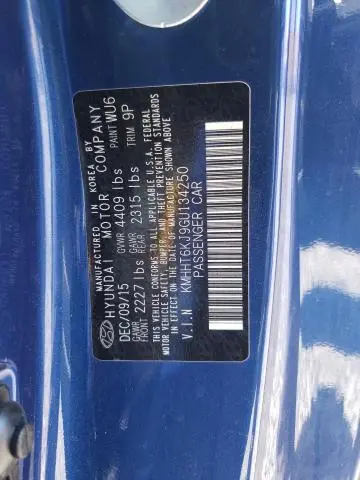 MANUFACTURED IN KOREA BY
HYUNDAI MOTOR COMPANY
DEC/09/15 GVWR 4409 lbs PAINT WU6
GAWR FRONT 2227 lbs GAWR REAR 2315 lbs TRIM 9P
THIS VEHICLE CONFORMS TO ALL APPLICABLE U.S.A. FEDERAL
MOTOR VEHICLE SAFETY, BUMPER, AND THEFT PREVENTION
STANDARDS IN EFFECT ON THE DATE OF MANUFACTURE SHOWN ABOVE
V.I.N KMHHT6KJ9GU134250
PASSENGER CAR